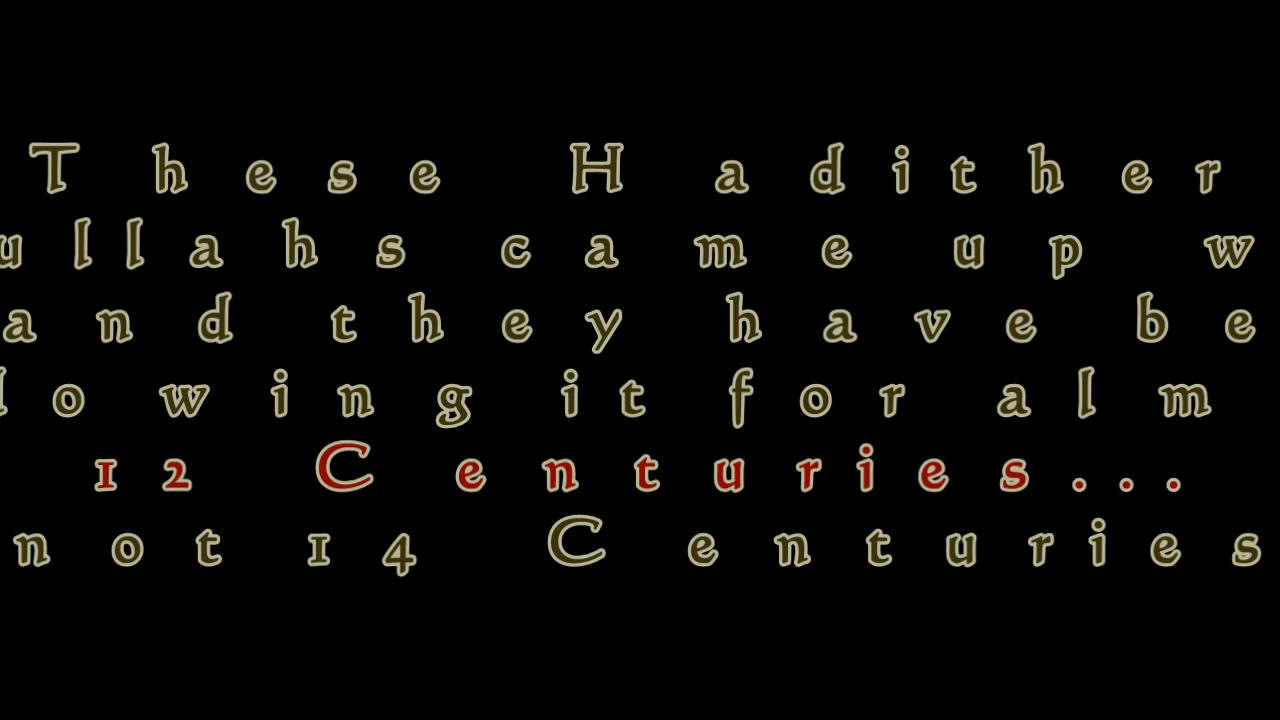 These Hadither
ullahs came up w
and they have be
lowing it for alm
12 Centuries...
not 14 Centuries